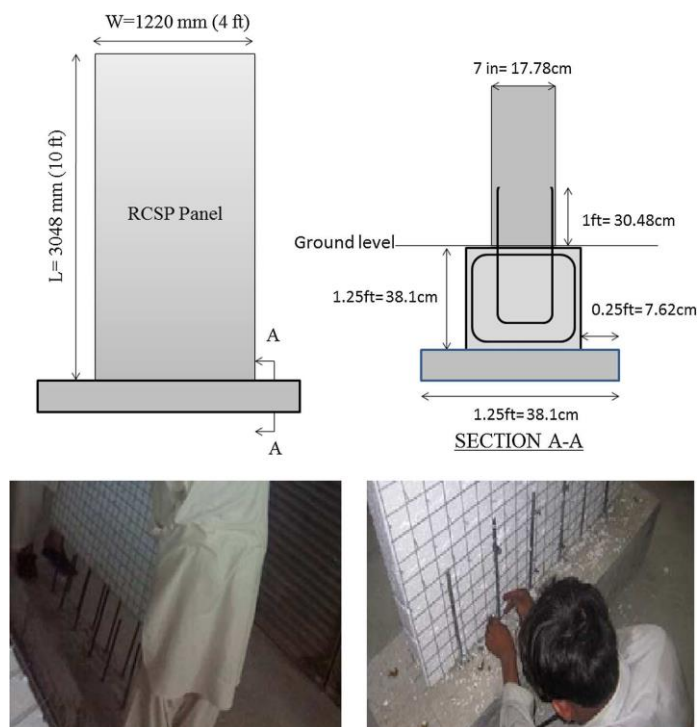 W=1220 mm (4 ft)
L= 3048 mm (10 ft)
RCSP Panel
A
A
7 in= 17.78cm
1ft= 30.48cm
Ground level
1.25ft= 38.1cm
0.25ft= 7.62cm
1.25ft= 38.1cm
SECTION A-A